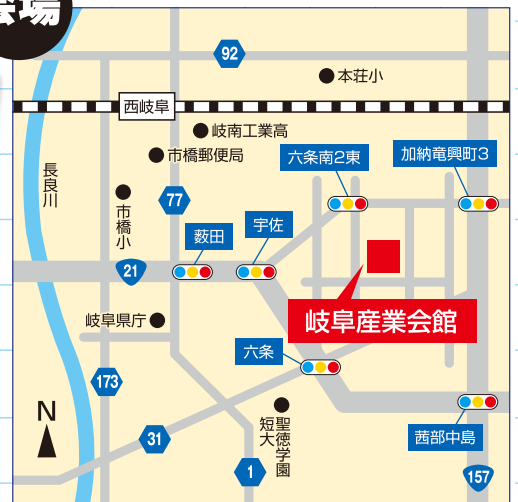 会場
92
本荘小
西岐阜
岐南工業高
市橋郵便局
六条南2東
加納竜興町3
長良川
市橋小
77
薮田
宇佐
21
岐阜県庁
岐阜産業会館
六条
173
N
31
聖徳学園
短大
茜部中島
1
157